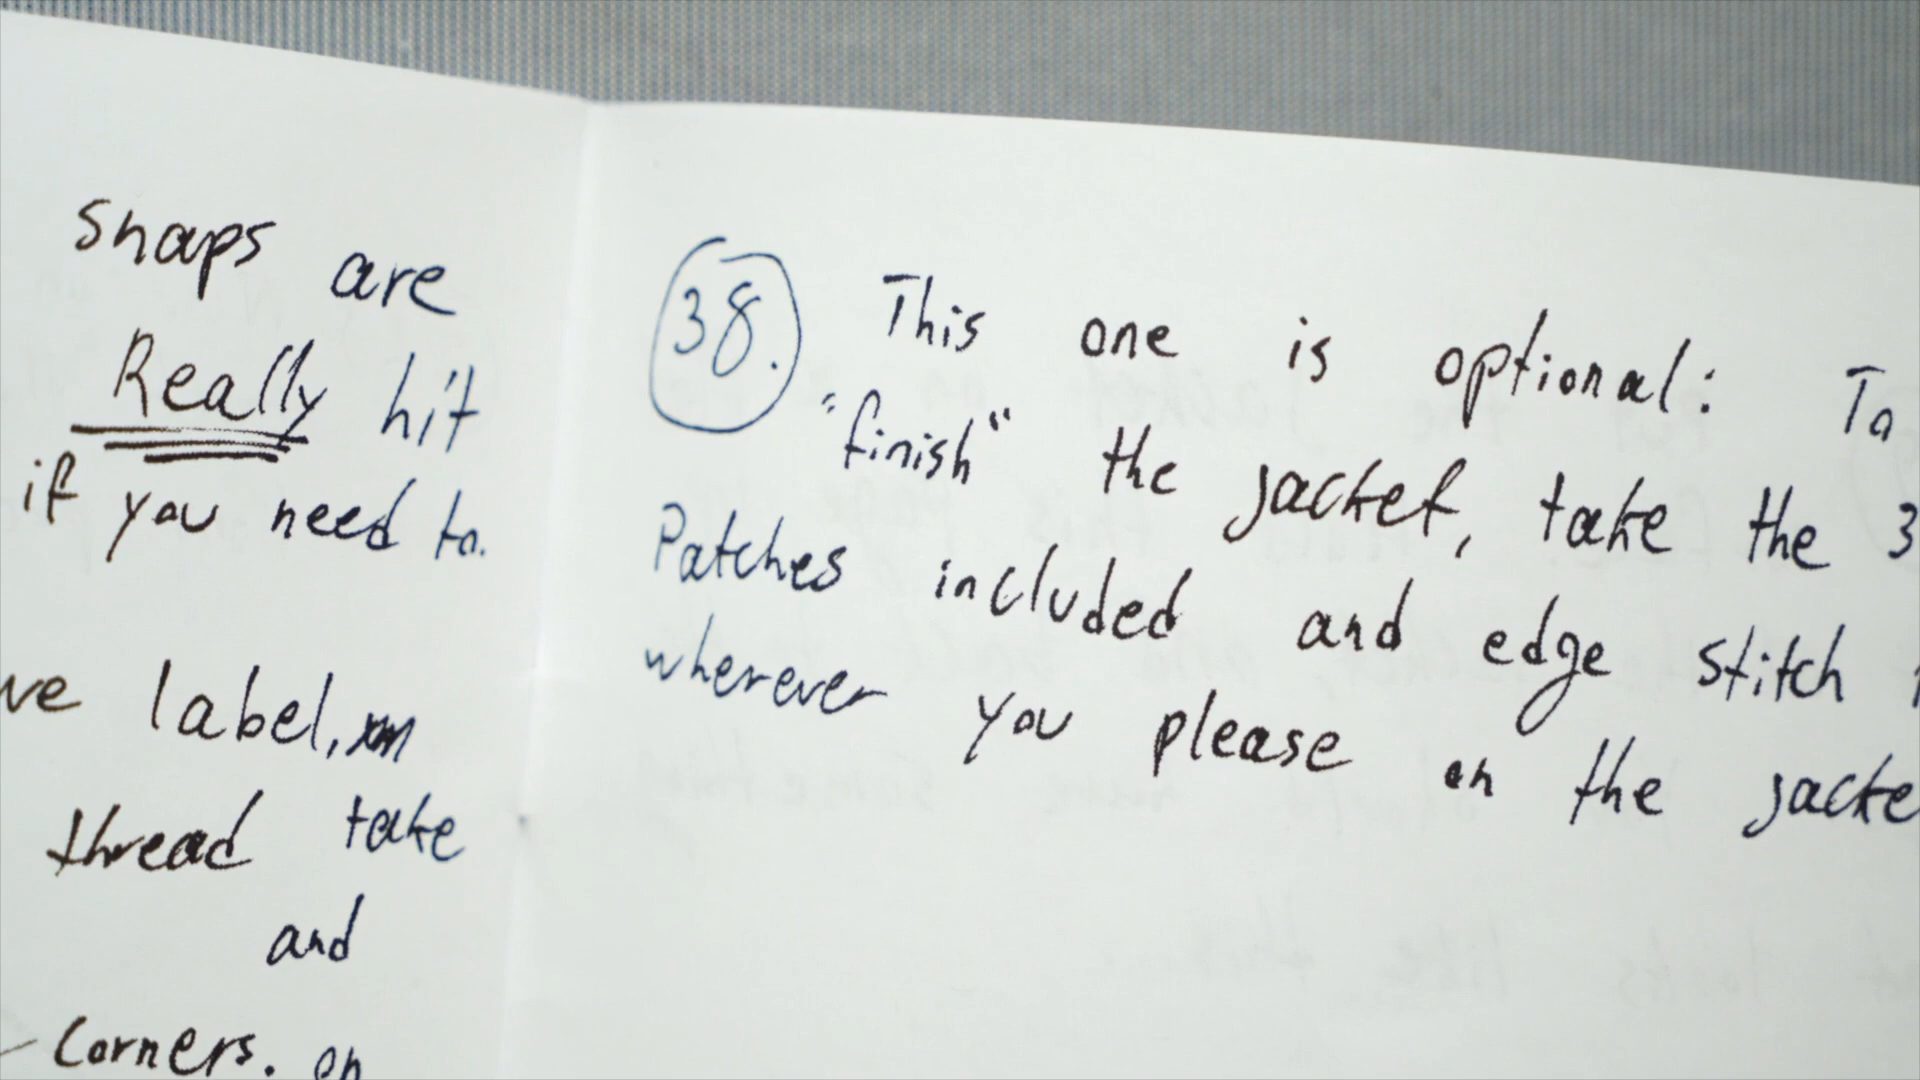 snaps are
Really hit
if you need to.
label,
thread take
and
corners. on
38. This one is optional: To
"finish" the jacket, take the 3
Patches included and edge stitch
wherever you please on the jacke